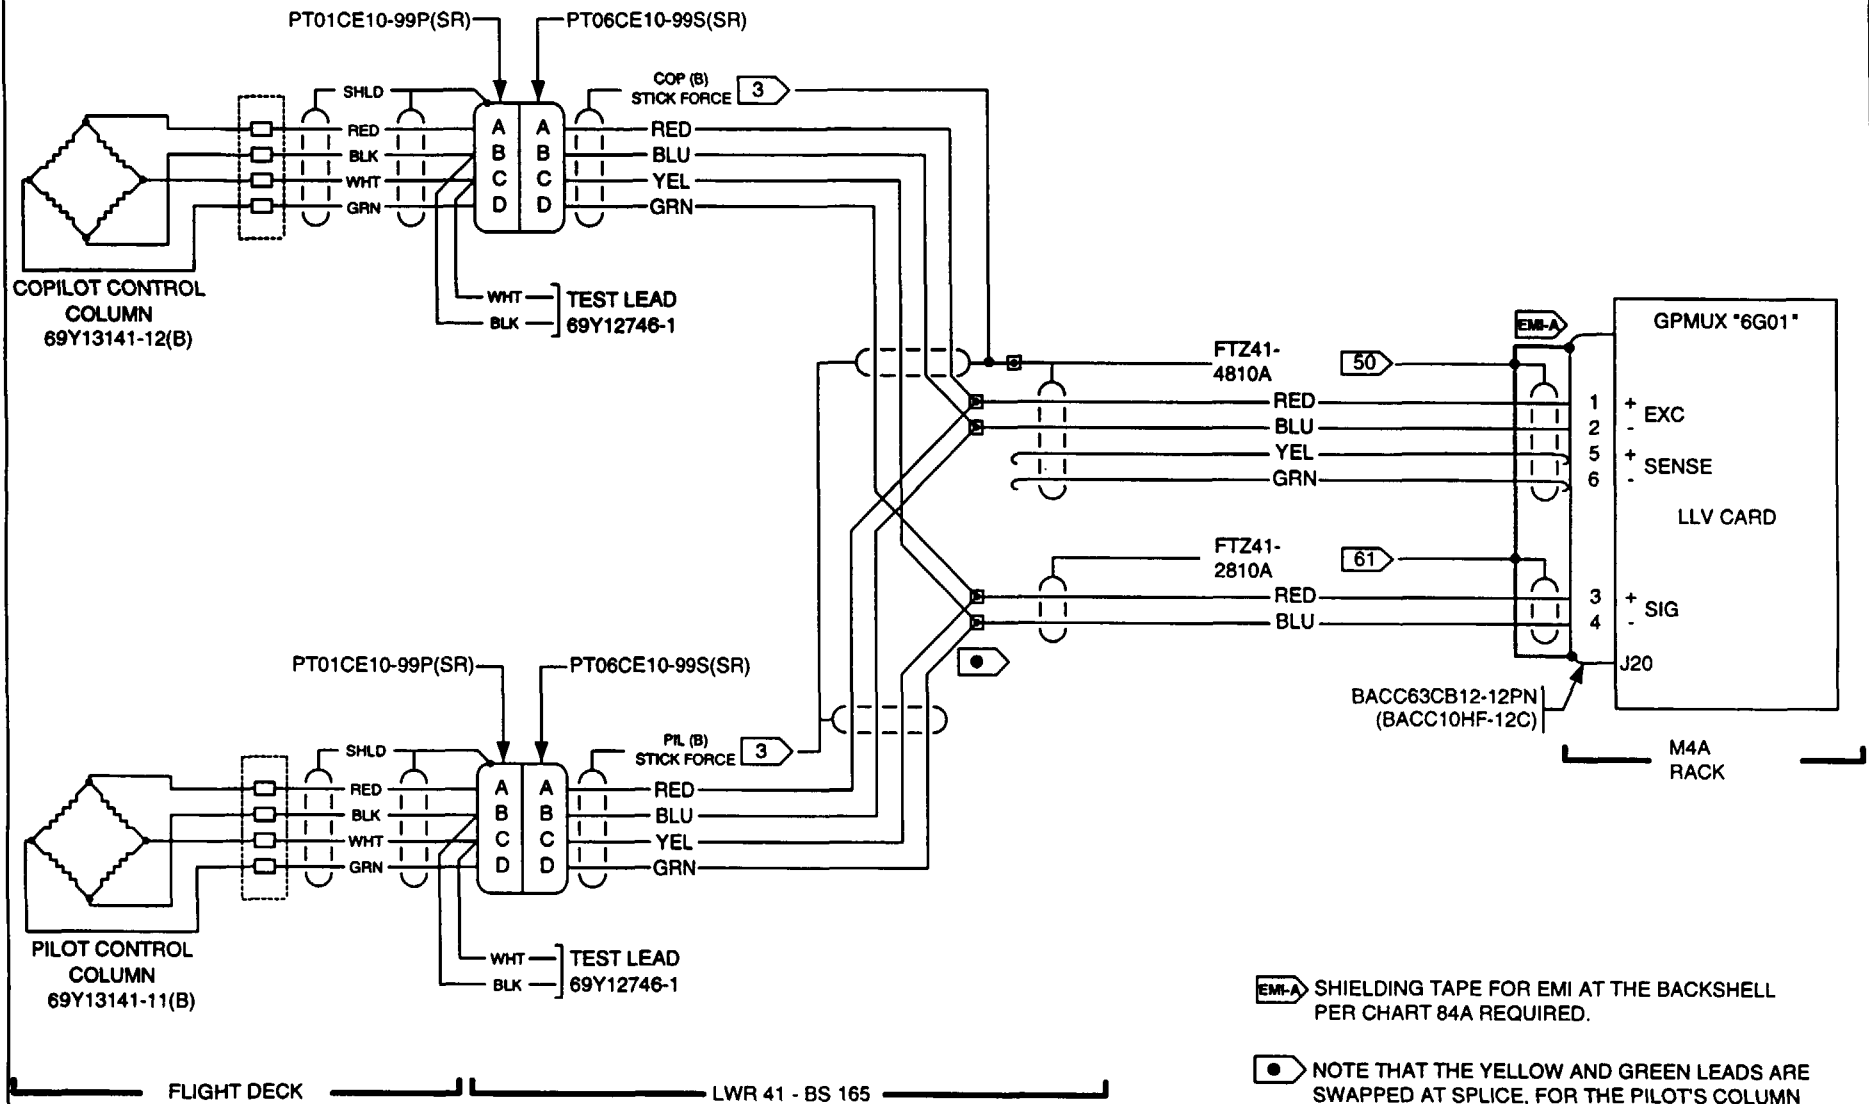 PT01CE10-99P(SR)
PT06CE10-99S(SR)
SHLD
COP (B)
STICK FORCE
3
RED
BLK
WHT
GRN
A
B
C
D
A
B
C
D
RED
BLU
YEL
GRN
WHT
BLK
TEST LEAD
69Y12746-1
COPILOT CONTROL
COLUMN
69Y13141-12(B)
FTZ41-
4810A
50
EMI-A
GPMUX "6G01"
RED
BLU
YEL
GRN
1
2
5
6
+
-
EXC
+
-
SENSE
LLV CARD
FTZ41-
2810A
61
RED
BLU
3
4
+
-
SIG
J20
BACC63CB12-12PN
(BACC10HF-12C)
M4A
RACK
PT01CE10-99P(SR)
PT06CE10-99S(SR)
SHLD
PIL (B)
STICK FORCE
3
RED
BLK
WHT
GRN
A
B
C
D
A
B
C
D
RED
BLU
YEL
GRN
WHT
BLK
TEST LEAD
69Y12746-1
PILOT CONTROL
COLUMN
69Y13141-11(B)
EMI-A SHIELDING TAPE FOR EMI AT THE BACKSHELL
PER CHART 84A REQUIRED.
NOTE THAT THE YELLOW AND GREEN LEADS ARE
SWAPPED AT SPLICE, FOR THE PILOT'S COLUMN
FLIGHT DECK
LWR 41 - BS 165